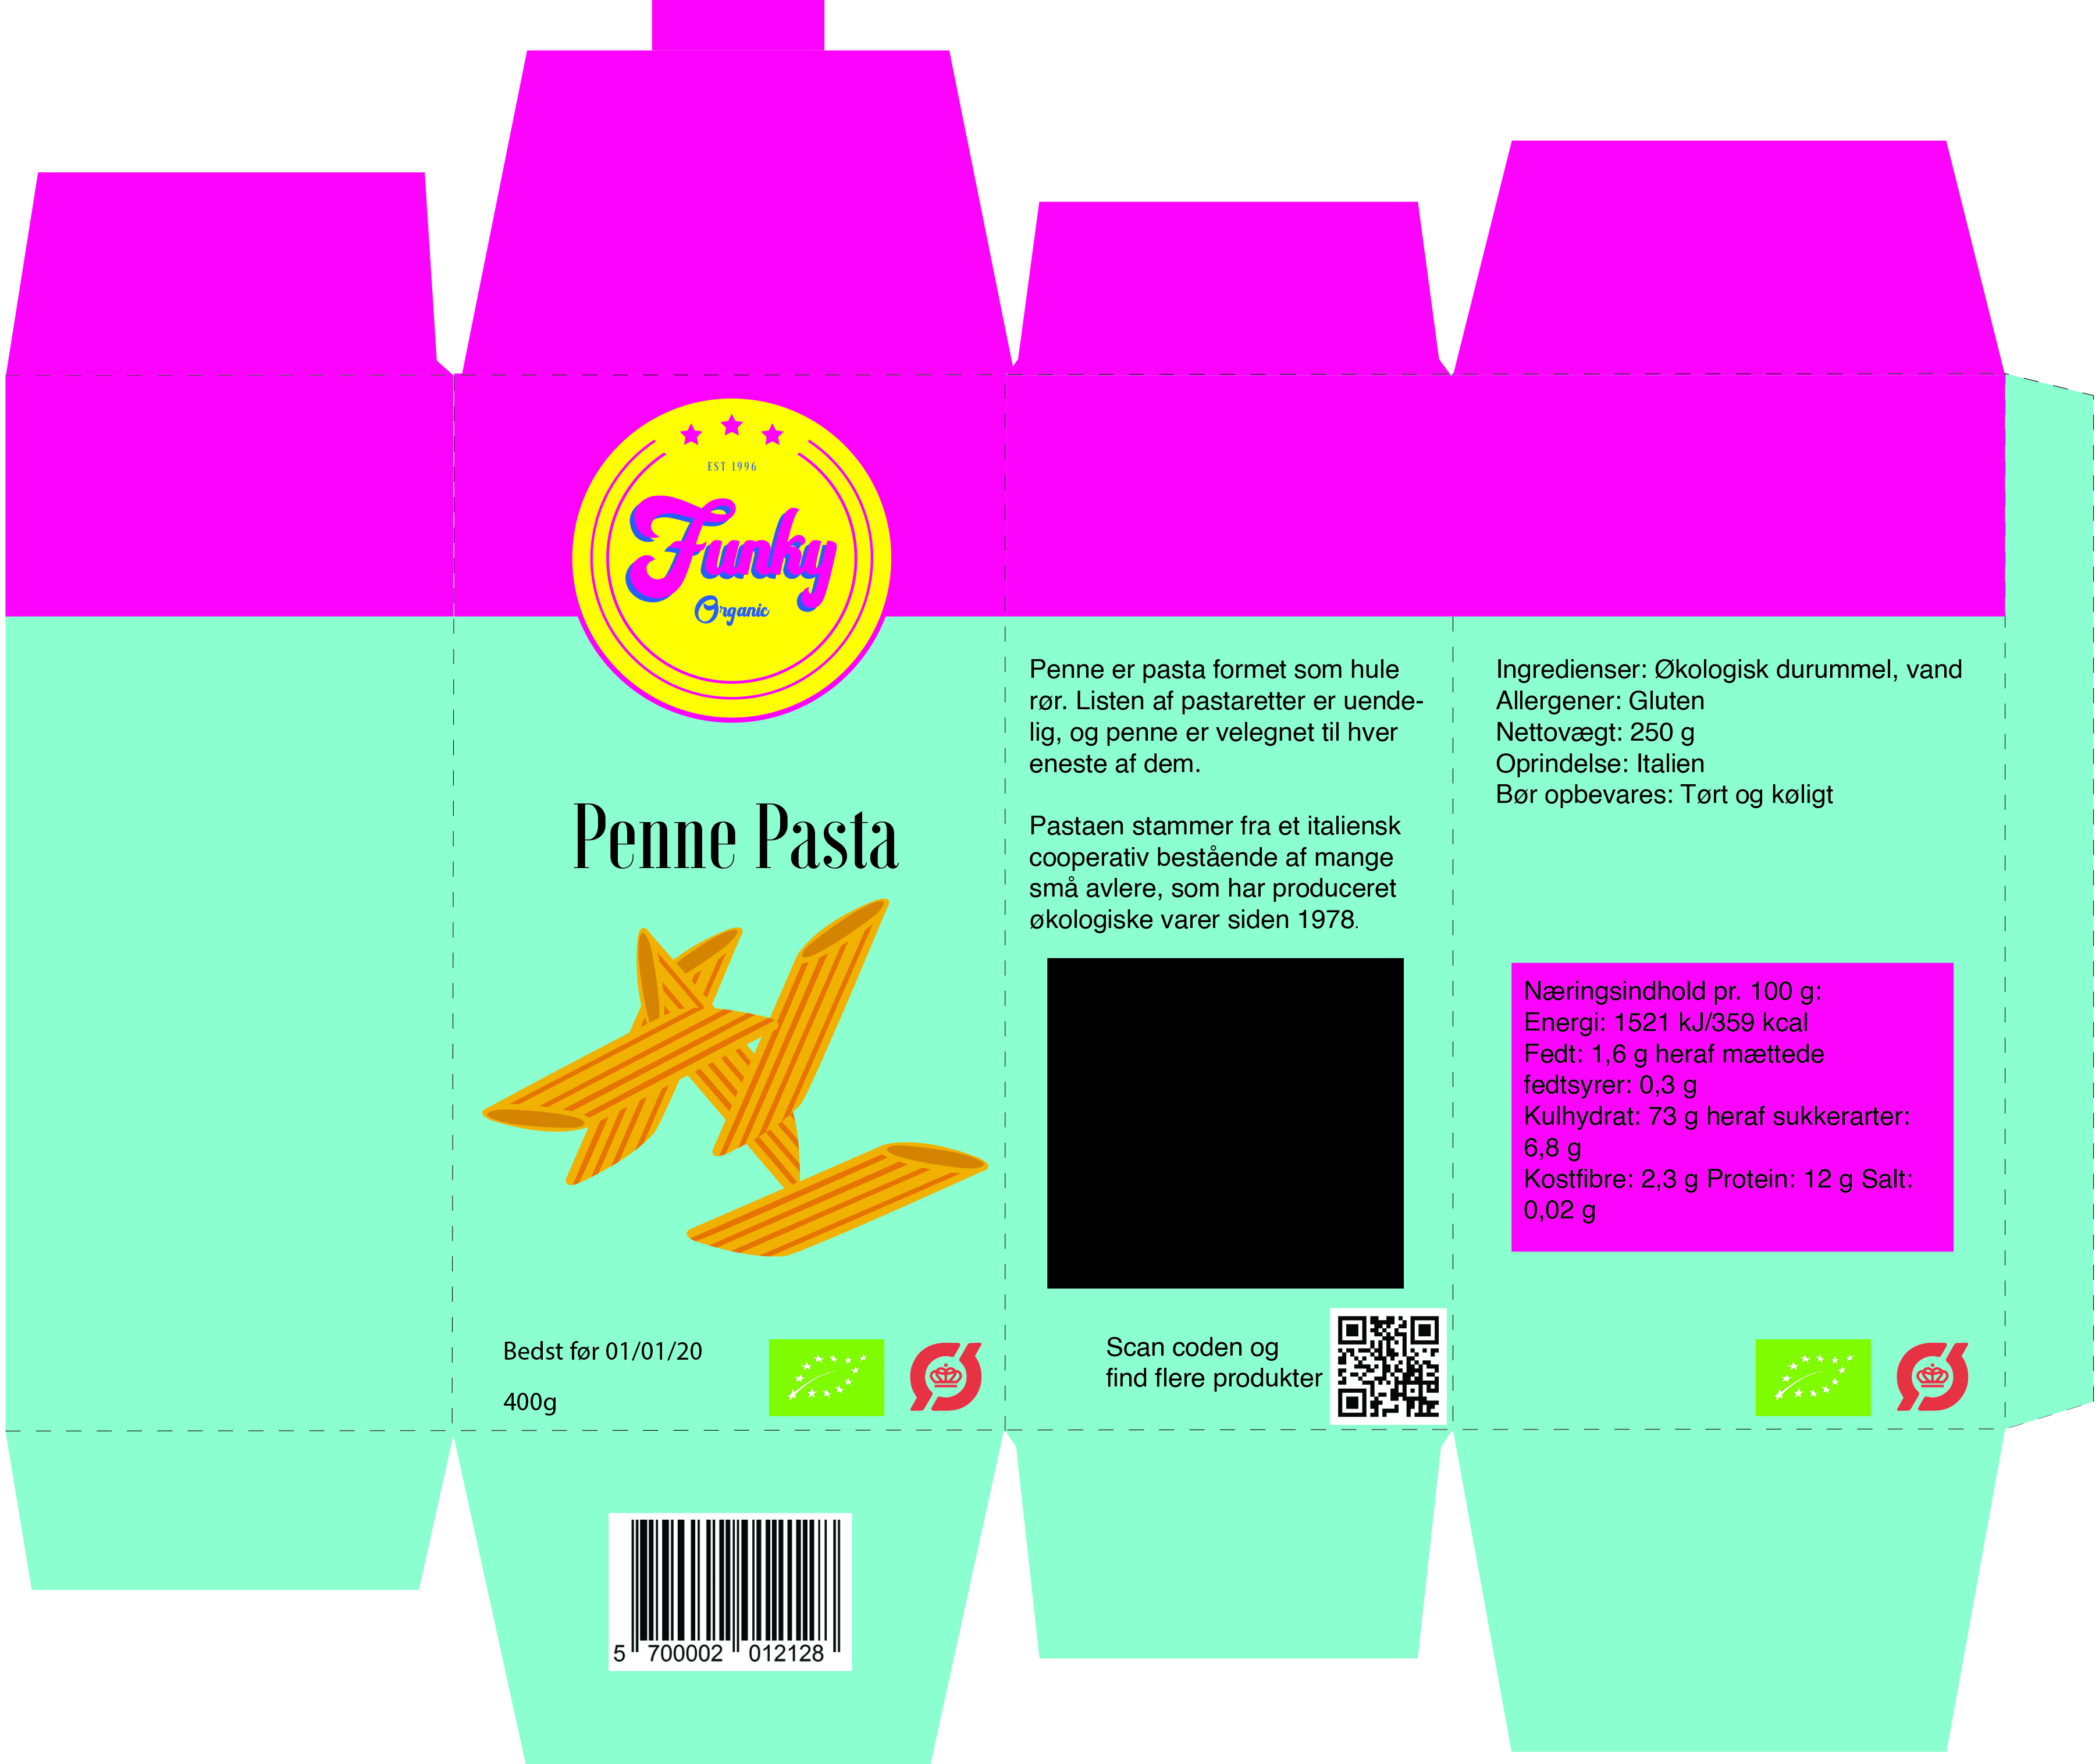 EST 1996
Funky
Organic
Penne Pasta
Bedst før 01/01/20
400g
5 700002 012128
Penne er pasta formet som hule
rør. Listen af pastaretter er uende-
lig, og penne er velegnet til hver
eneste af dem.
Pastaen stammer fra et italiensk
cooperativ bestående af mange
små avlere, som har produceret
økologiske varer siden 1978.
Scan coden og
find flere produkter
Ingredienser: Økologisk durummel, vand
Allergener: Gluten
Nettovægt: 250 g
Oprindelse: Italien
Bør opbevares: Tørt og køligt
Næringsindhold pr. 100 g:
Energi: 1521 kJ/359 kcal
Fedt: 1,6 g heraf mættede
fedtsyrer: 0,3 g
Kulhydrat: 73 g heraf sukkerarter:
6,8 g
Kostfibre: 2,3 g Protein: 12 g Salt:
0,02 g